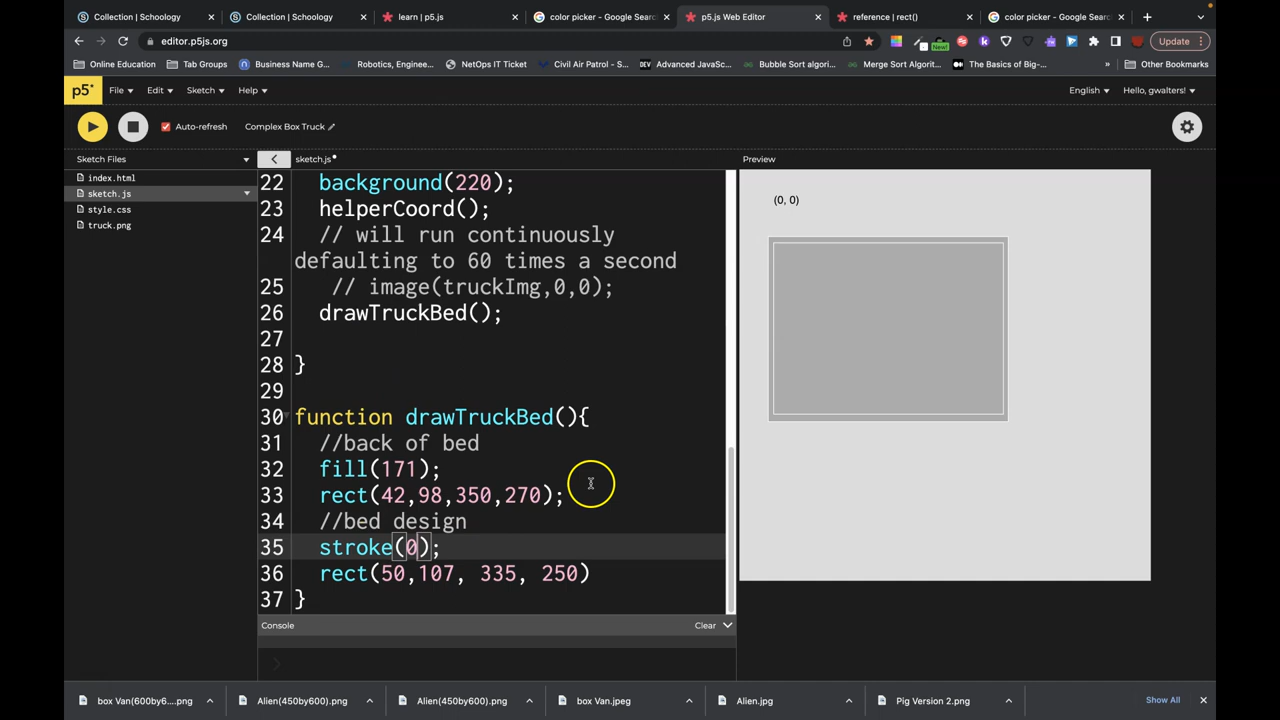 Collection | Schoology
Collection | Schoology
learn | p5.js
color picker - Google Search
p5.js Web Editor
reference | rect()
color picker - Google Searc
editor.p5js.org
New!
Update
Online Education
Tab Groups
Business Name G...
Robotics, Engine...
NetOps IT Ticket
Civil Air Patrol - S...
DEV Advanced JavaSc...
Bubble Sort algori...
Merge Sort Algorit...
The Basics of Big-...
»
Other Bookmarks
p5* File Edit Sketch Help English Hello, gwalters!
Auto-refresh Complex Box Truck
Sketch Files
sketch.js•
Preview
index.html
sketch.js
style.css
truck.png
22 background(220);
23 helperCoord();
24 // will run continuously
defaulting to 60 times a second
25 // image(truckImg,0,0);
26 drawTruckBed();
27
28 }
29
30 function drawTruckBed(){
31 //back of bed
32 fill(171);
33 rect(42,98,350,270);
34 //bed design
35 stroke(0);
36 rect(50,107, 335, 250)
37 }
(0, 0)
Console Clear
>
box Van(600by6....png
Alien(450by600).png
Alien(450by600).png
box Van.jpeg
Alien.jpg
Pig Version 2.png
Show All